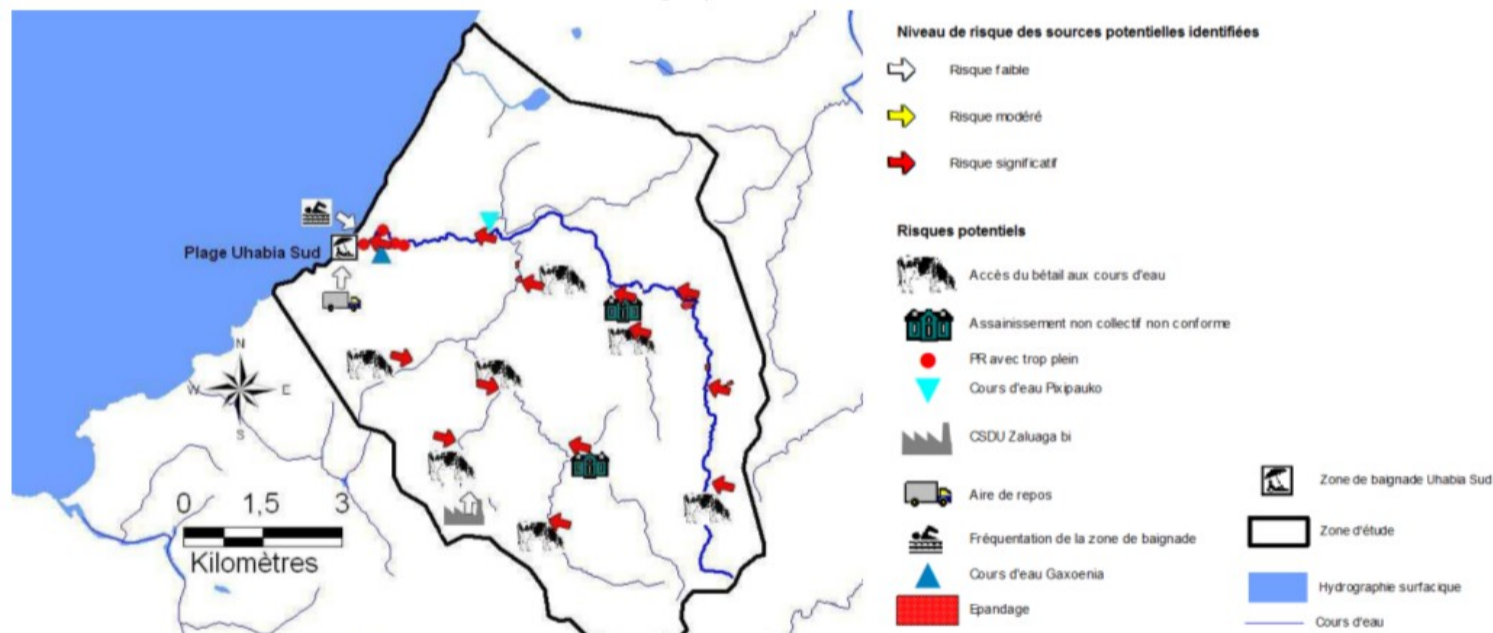 Plage Uhabia Sud
N
W
E
S
0 1,5 3
Kilomètres
Niveau de risque des sources potentielles identifiées
Risque faible
Risque modéré
Risque significatif
Risques potentiels
Accès du bétail aux cours d'eau
Assainissement non collectif non conforme
PR avec trop plein
Cours d'eau Pixipauko
CSDU Zaluaga bi
Aire de repos
Fréquentation de la zone de baignade
Cours d'eau Gaxoenia
Epandage
Zone de baignade Uhabia Sud
Zone d'étude
Hydrographie surfacique
Cours d'eau